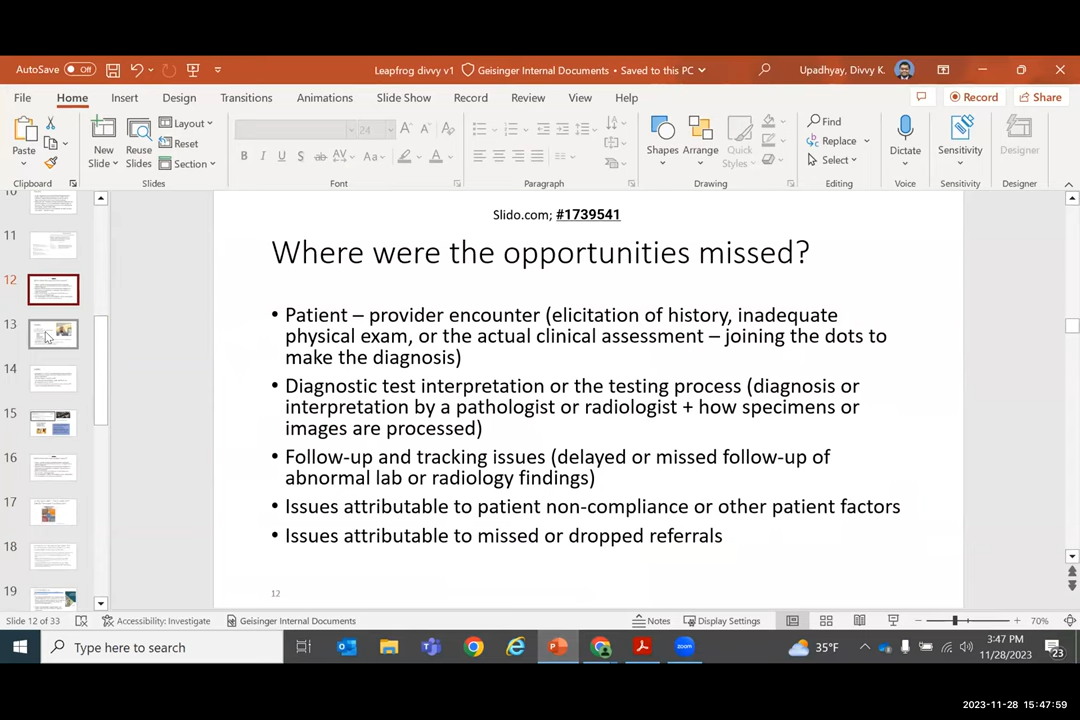 AutoSave Off Leapfrog divvy v1 Geisinger Internal Documents • Saved to this PC Upadhyay, Divvy K.
File Home Insert Design Transitions Animations Slide Show Record Review View Help Record Share
Paste New Slide Reuse Slides Layout Reset Section 24 B I U S ab AV Aa A Shapes Arrange Quick Styles Find Replace Select Dictate Sensitivity Designer
Clipboard Slides Font Paragraph Drawing Editing Voice Sensitivity Designer
10
11
12
13
14
15
16
17
18
19
Slido.com; #1739541
Where were the opportunities missed?
• Patient – provider encounter (elicitation of history, inadequate
physical exam, or the actual clinical assessment – joining the dots to
make the diagnosis)
• Diagnostic test interpretation or the testing process (diagnosis or
interpretation by a pathologist or radiologist + how specimens or
images are processed)
• Follow-up and tracking issues (delayed or missed follow-up of
abnormal lab or radiology findings)
• Issues attributable to patient non-compliance or other patient factors
• Issues attributable to missed or dropped referrals
12
Slide 12 of 33 Accessibility: Investigate Geisinger Internal Documents Notes Display Settings 70%
Type here to search zoom 35°F 3:47 PM
11/28/2023 23
2023-11-28 15:47:59